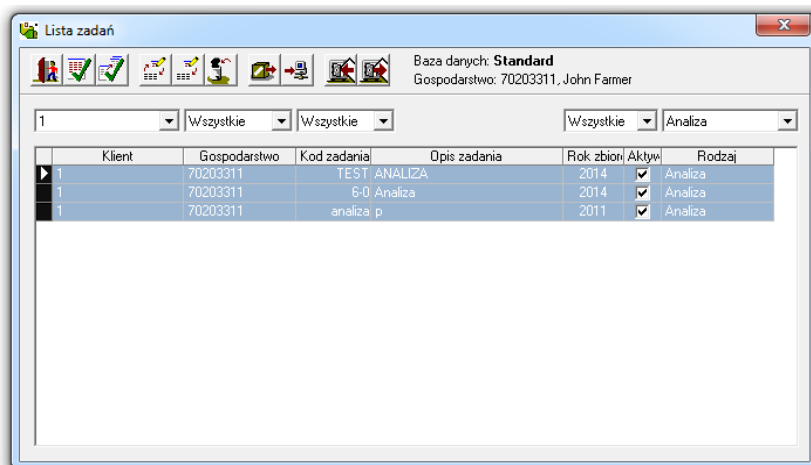 Lista zadań
Baza danych: Standard
Gospodarstwo: 70203311, John Farmer
1 Wszystkie Wszystkie Wszystkie Analiza
Klient Gospodarstwo Kod zadania Opis zadania Rok zbior Aktyw Rodzaj
1 70203311 TEST ANALIZA 2014 Analiza
1 70203311 6-0 Analiza 2014 Analiza
1 70203311 analiza p 2011 Analiza